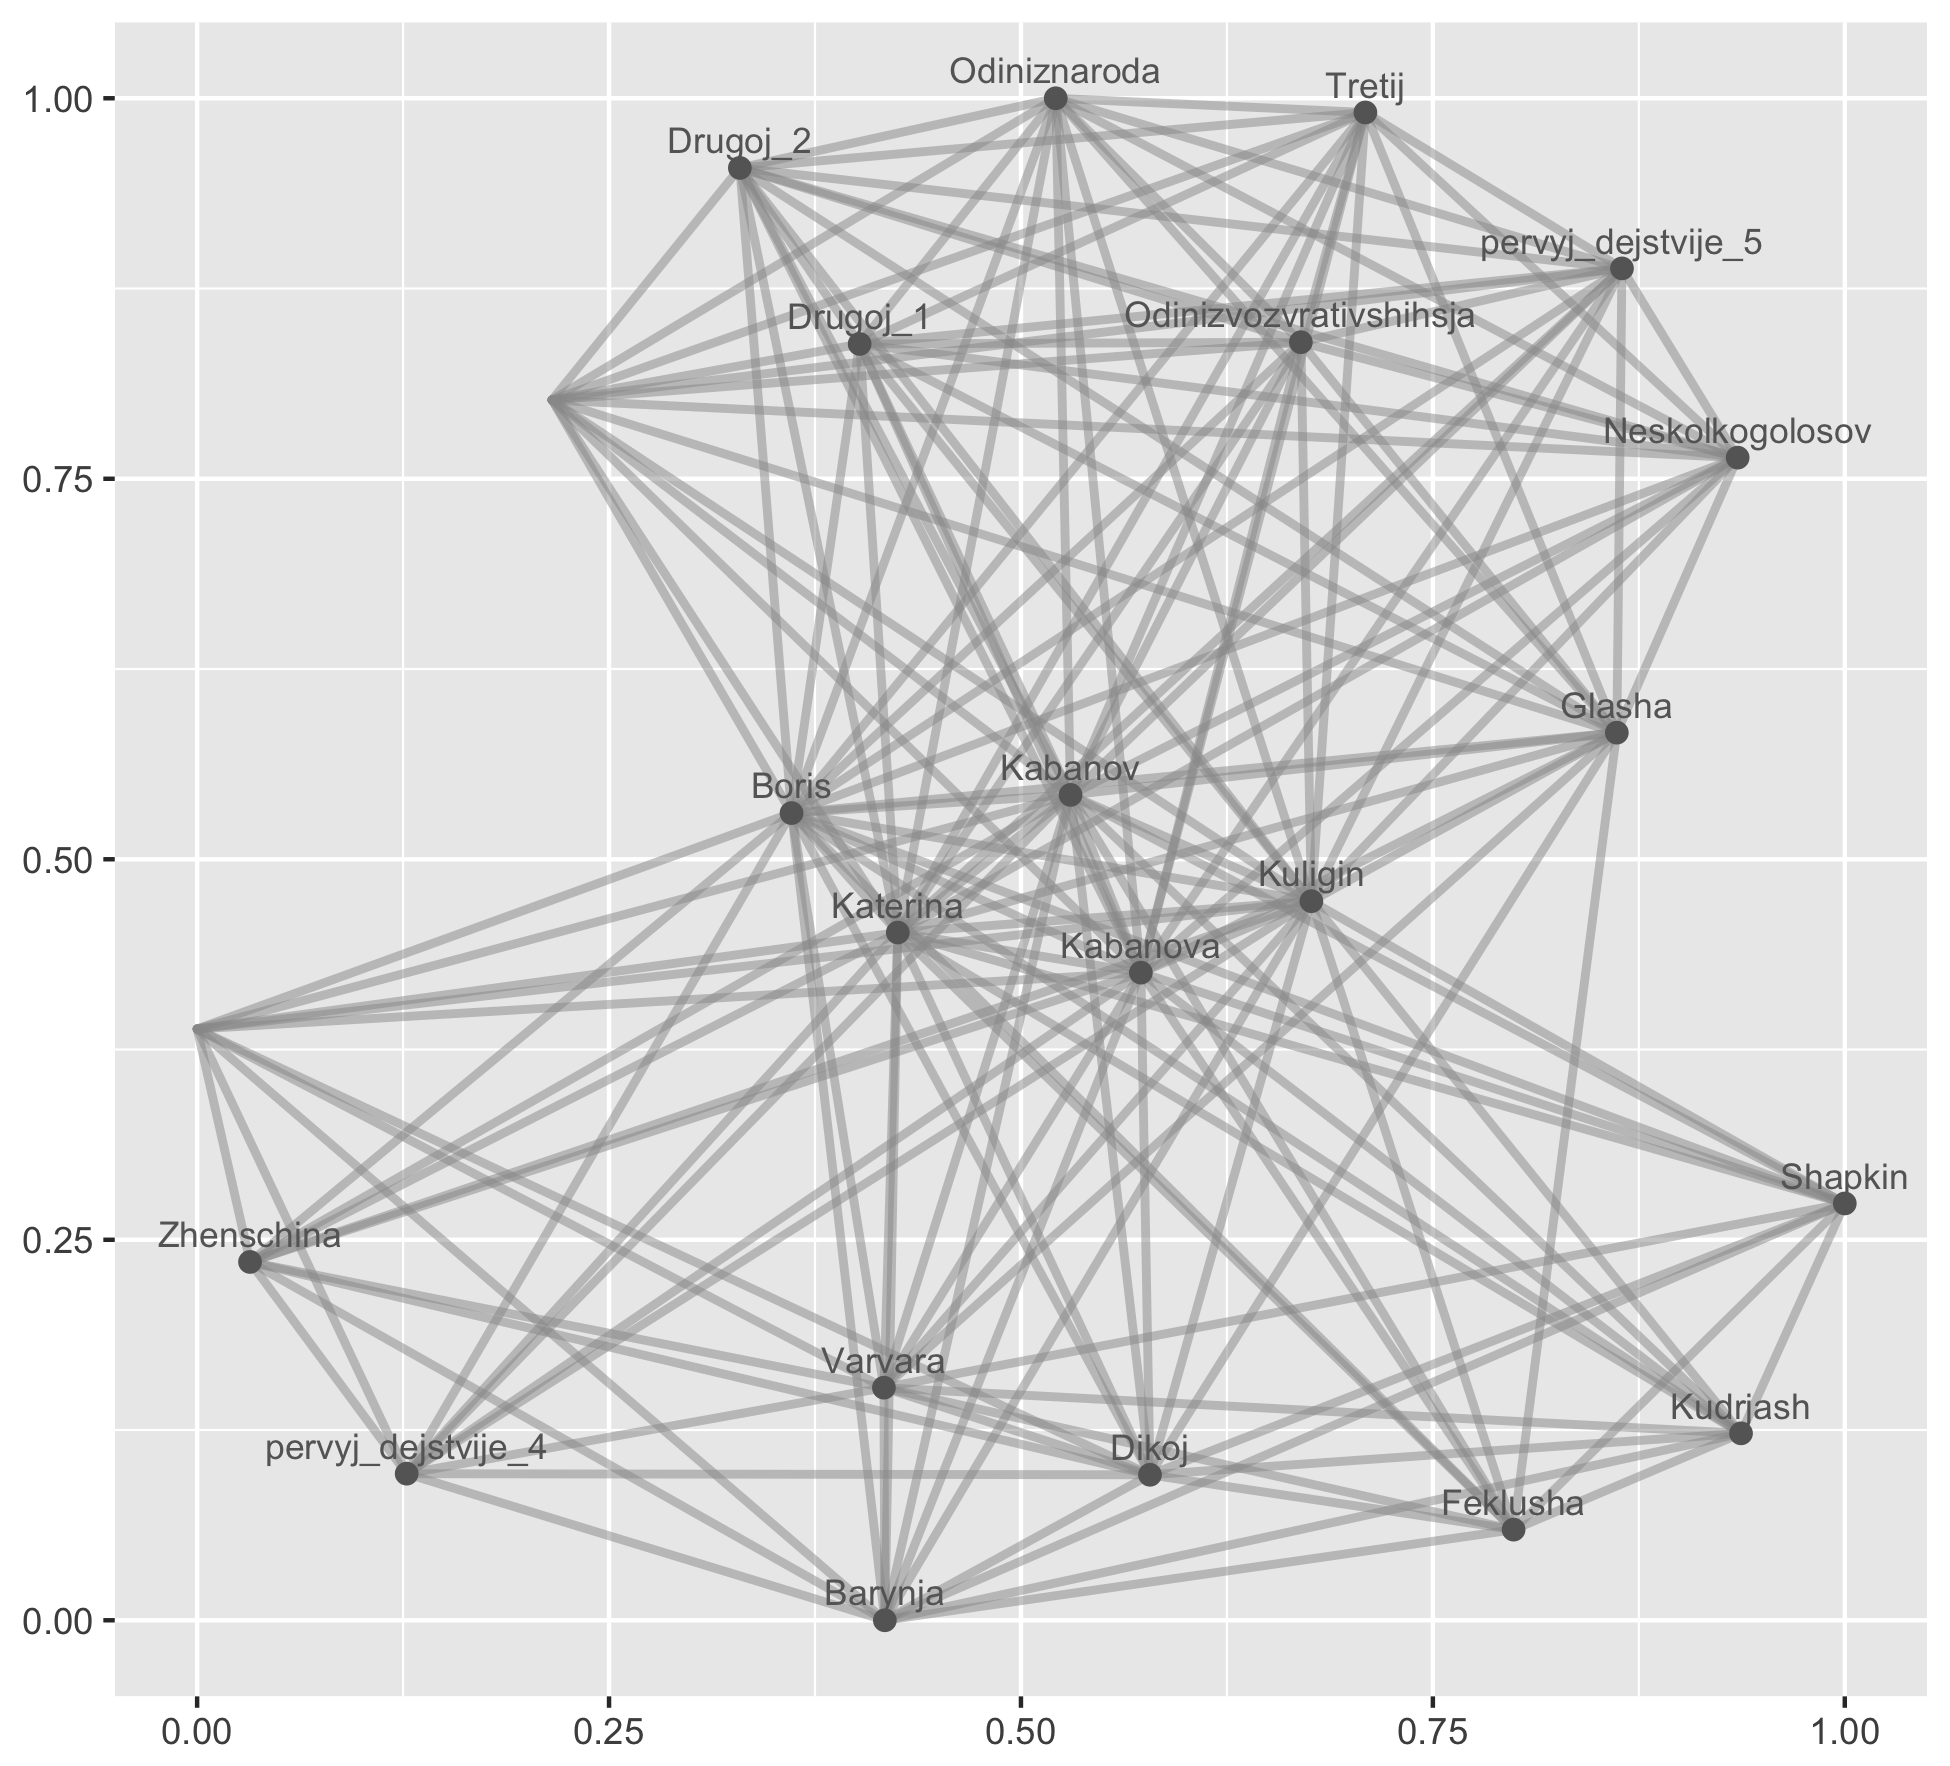 Odiniznaroda
Tretij
1.00
Drugoj_2
pervyj_dejstvije_5
Drugoj_1
Odinizvozvrativshihsja
Neskolkogolosov
0.75
Glasha
Kabanov
Boris
0.50
Kuligin
Katerina
Kabanova
Shapkin
0.25
Zhenschina
Varvara
Kudrjash
pervyj_dejstvije_4
Dikoj
Feklusha
Barynja
0.00
0.00 0.25 0.50 0.75 1.00